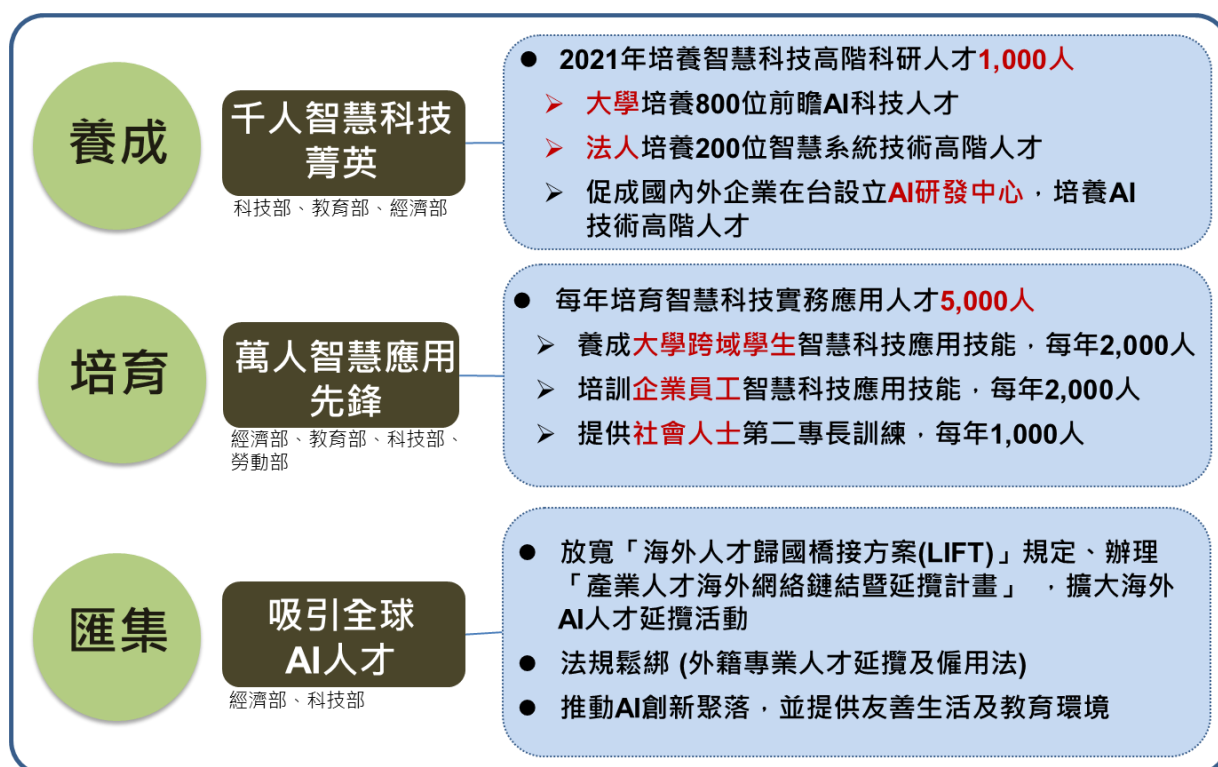 養成
千人智慧科技
菁英
科技部、教育部、經濟部
● 2021年培養智慧科技高階科研人才1,000人
➢ 大學培養800位前瞻AI科技人才
➢ 法人培養200位智慧系統技術高階人才
➢ 促成國內外企業在台設立AI研發中心，培養AI
技術高階人才
培育
萬人智慧應用
先鋒
經濟部、教育部、科技部、
勞動部
● 每年培育智慧科技實務應用人才5,000人
➢ 養成大學跨域學生智慧科技應用技能，每年2,000人
➢ 培訓企業員工智慧科技應用技能，每年2,000人
➢ 提供社會人士第二專長訓練，每年1,000人
匯集
吸引全球
AI人才
經濟部、科技部
● 放寬「海外人才歸國橋接方案(LIFT)」規定、辦理
「產業人才海外網絡鏈結暨延攬計畫」 ，擴大海外
AI人才延攬活動
● 法規鬆綁 (外籍專業人才延攬及僱用法)
● 推動AI創新聚落，並提供友善生活及教育環境